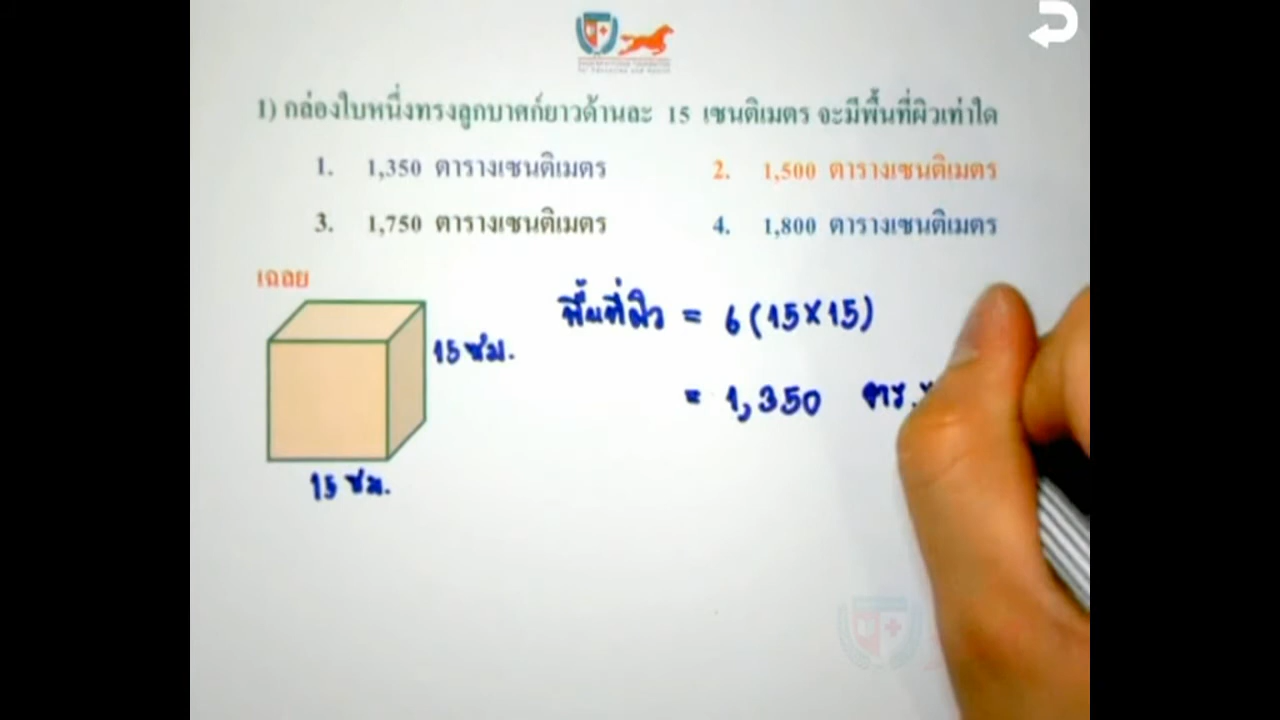 1) กล่องใบหนึ่งทรงลูกบาศก์ยาวด้านละ 15 เซนติเมตร จะมีพื้นที่ผิวเท่าใด
1. 1,350 ตารางเซนติเมตร 2. 1,500 ตารางเซนติเมตร
3. 1,750 ตารางเซนติเมตร 4. 1,800 ตารางเซนติเมตร
เฉลย
พื้นที่ผิว = 6 (15×15)
15 ซม.
= 1,350 ตร.
15 ซม.